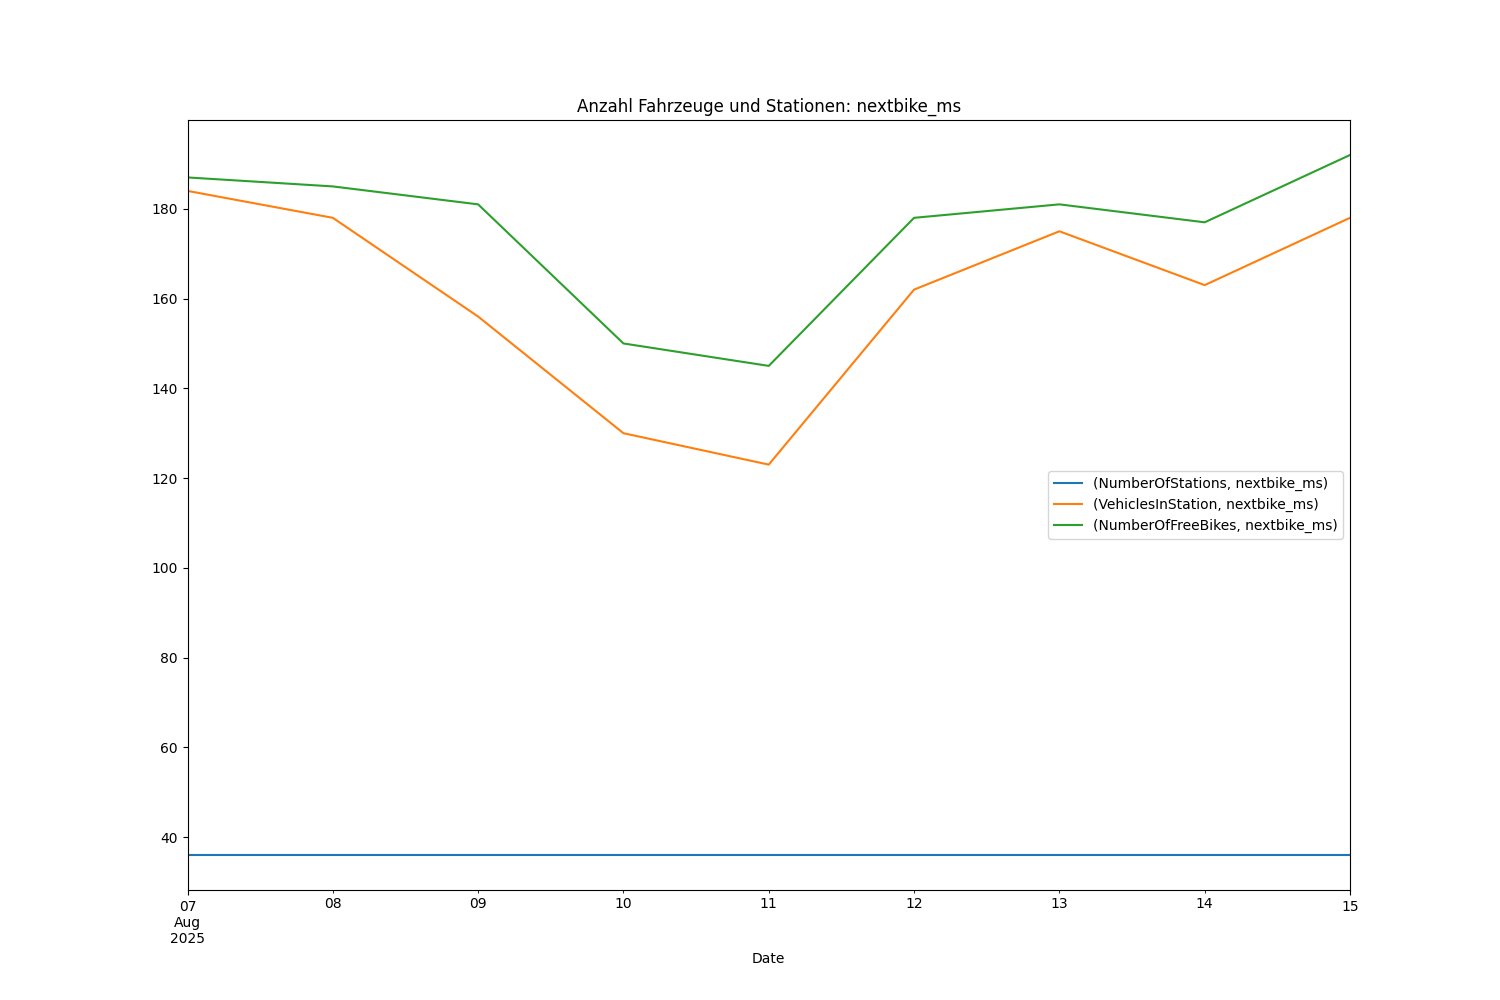 Anzahl Fahrzeuge und Stationen: nextbike_ms
180
160
140
120
100
80
60
40
(NumberOfStations, nextbike_ms)
(VehiclesInStation, nextbike_ms)
(NumberOfFreeBikes, nextbike_ms)
07 08 09 10 11 12 13 14 15
Aug
2025
Date